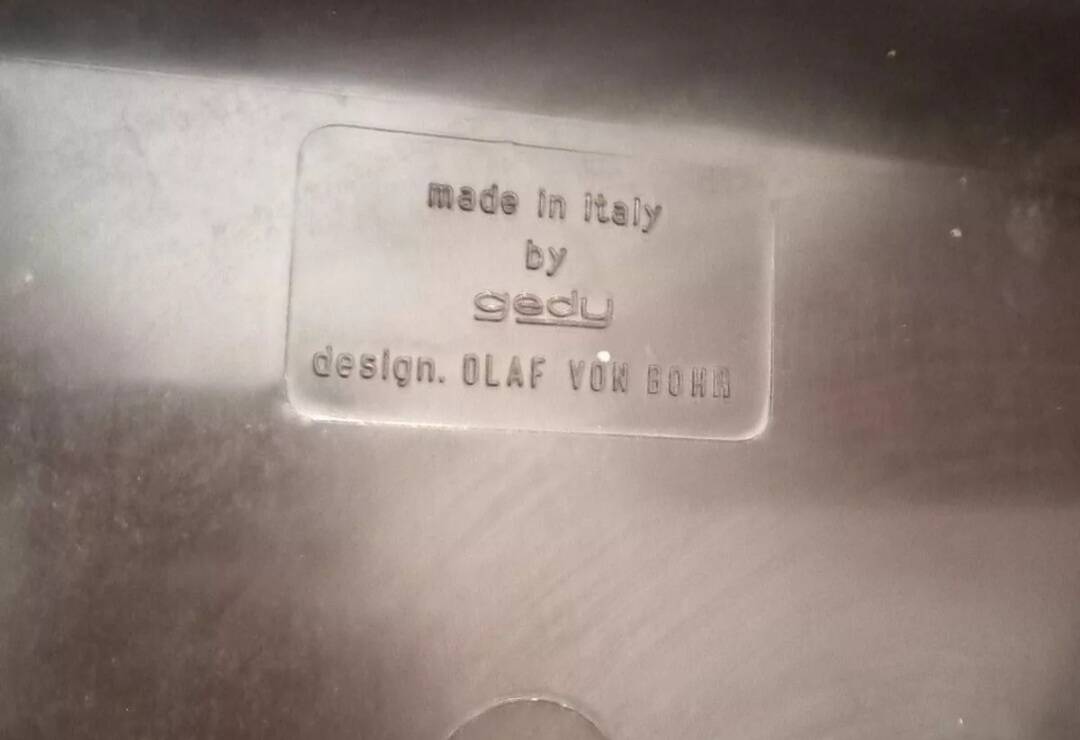 made in italy
by
gedy
design. OLAF VON BOHR